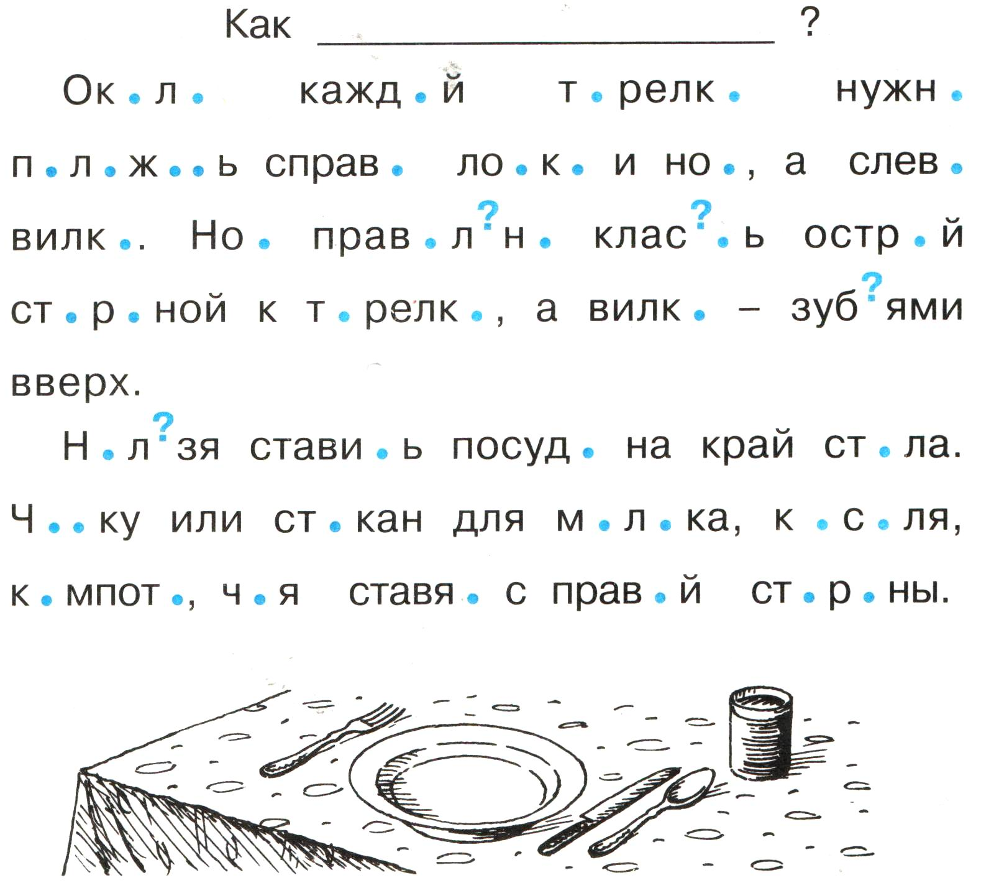 Как ____________________ ?
Ок.л. кажд.й т.релк. нужн.
п.л.ж..ь справ. ло.к. и но., а слев.
вилк.. Но. прав.л?н. клас?.ь остр.й
ст.р.ной к т.релк., а вилк. – зуб?ями
вверх.
Н.л?зя стави.ь посуд. на край ст.ла.
Ч..ку или ст.кан для м.л.ка, к.с.ля,
к.мпот., ч.я ставя. с прав.й ст.р.ны.